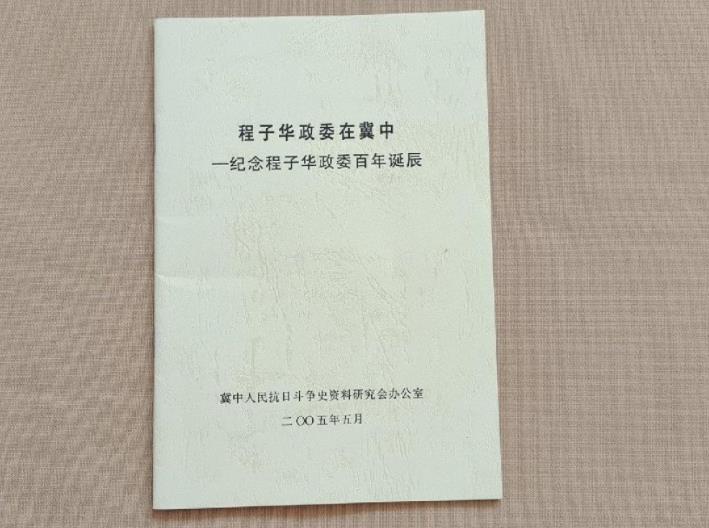 程子华政委在冀中
—纪念程子华政委百年诞辰
冀中人民抗日斗争史资料研究会办公室
二〇〇五年五月